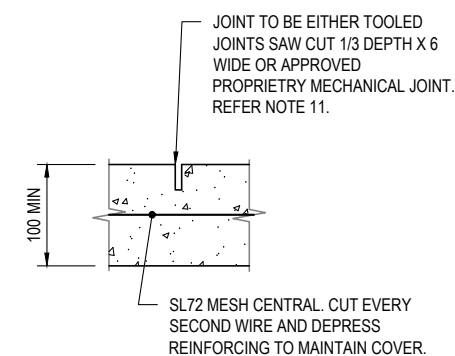 JOINT TO BE EITHER TOOLED
JOINTS SAW CUT 1/3 DEPTH X 6
WIDE OR APPROVED
PROPRIETRY MECHANICAL JOINT.
REFER NOTE 11.
100 MIN
SL72 MESH CENTRAL. CUT EVERY
SECOND WIRE AND DEPRESS
REINFORCING TO MAINTAIN COVER.